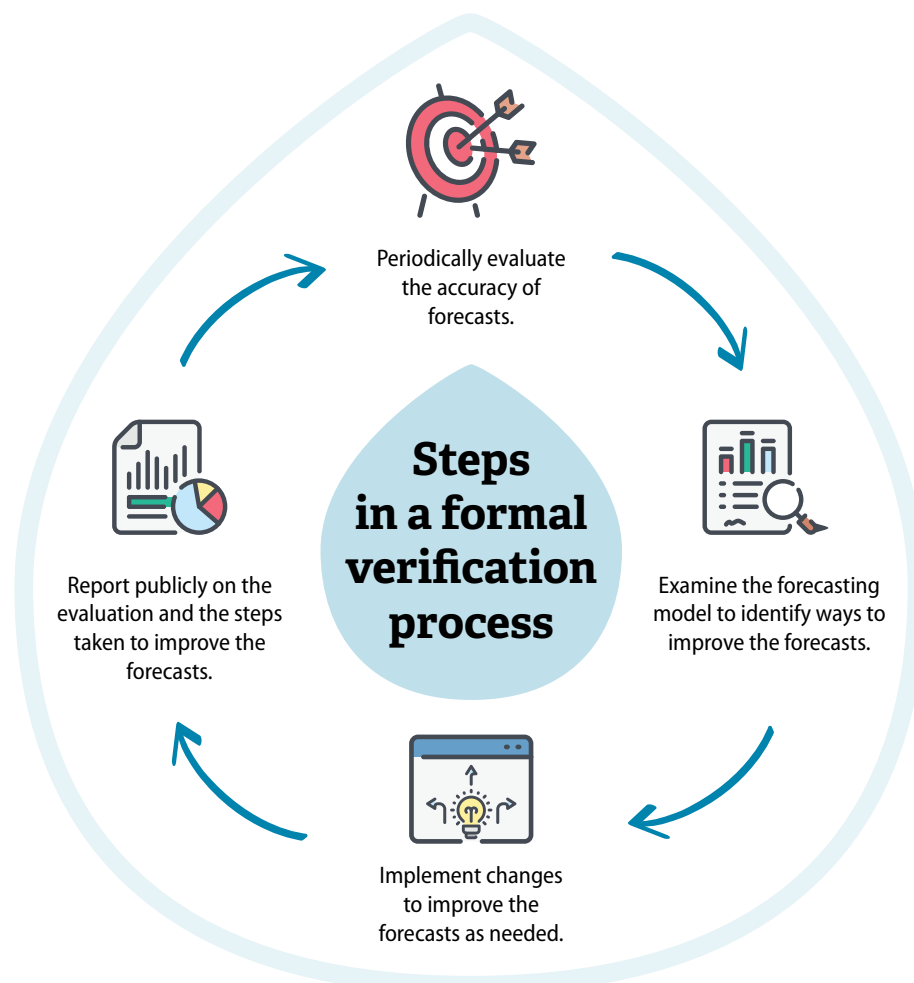 Periodically evaluate
the accuracy of
forecasts.
Steps
in a formal
verification
process
Examine the forecasting
model to identify ways to
improve the forecasts.
Implement changes
to improve the
forecasts as needed.
Report publicly on the
evaluation and the steps
taken to improve the
forecasts.